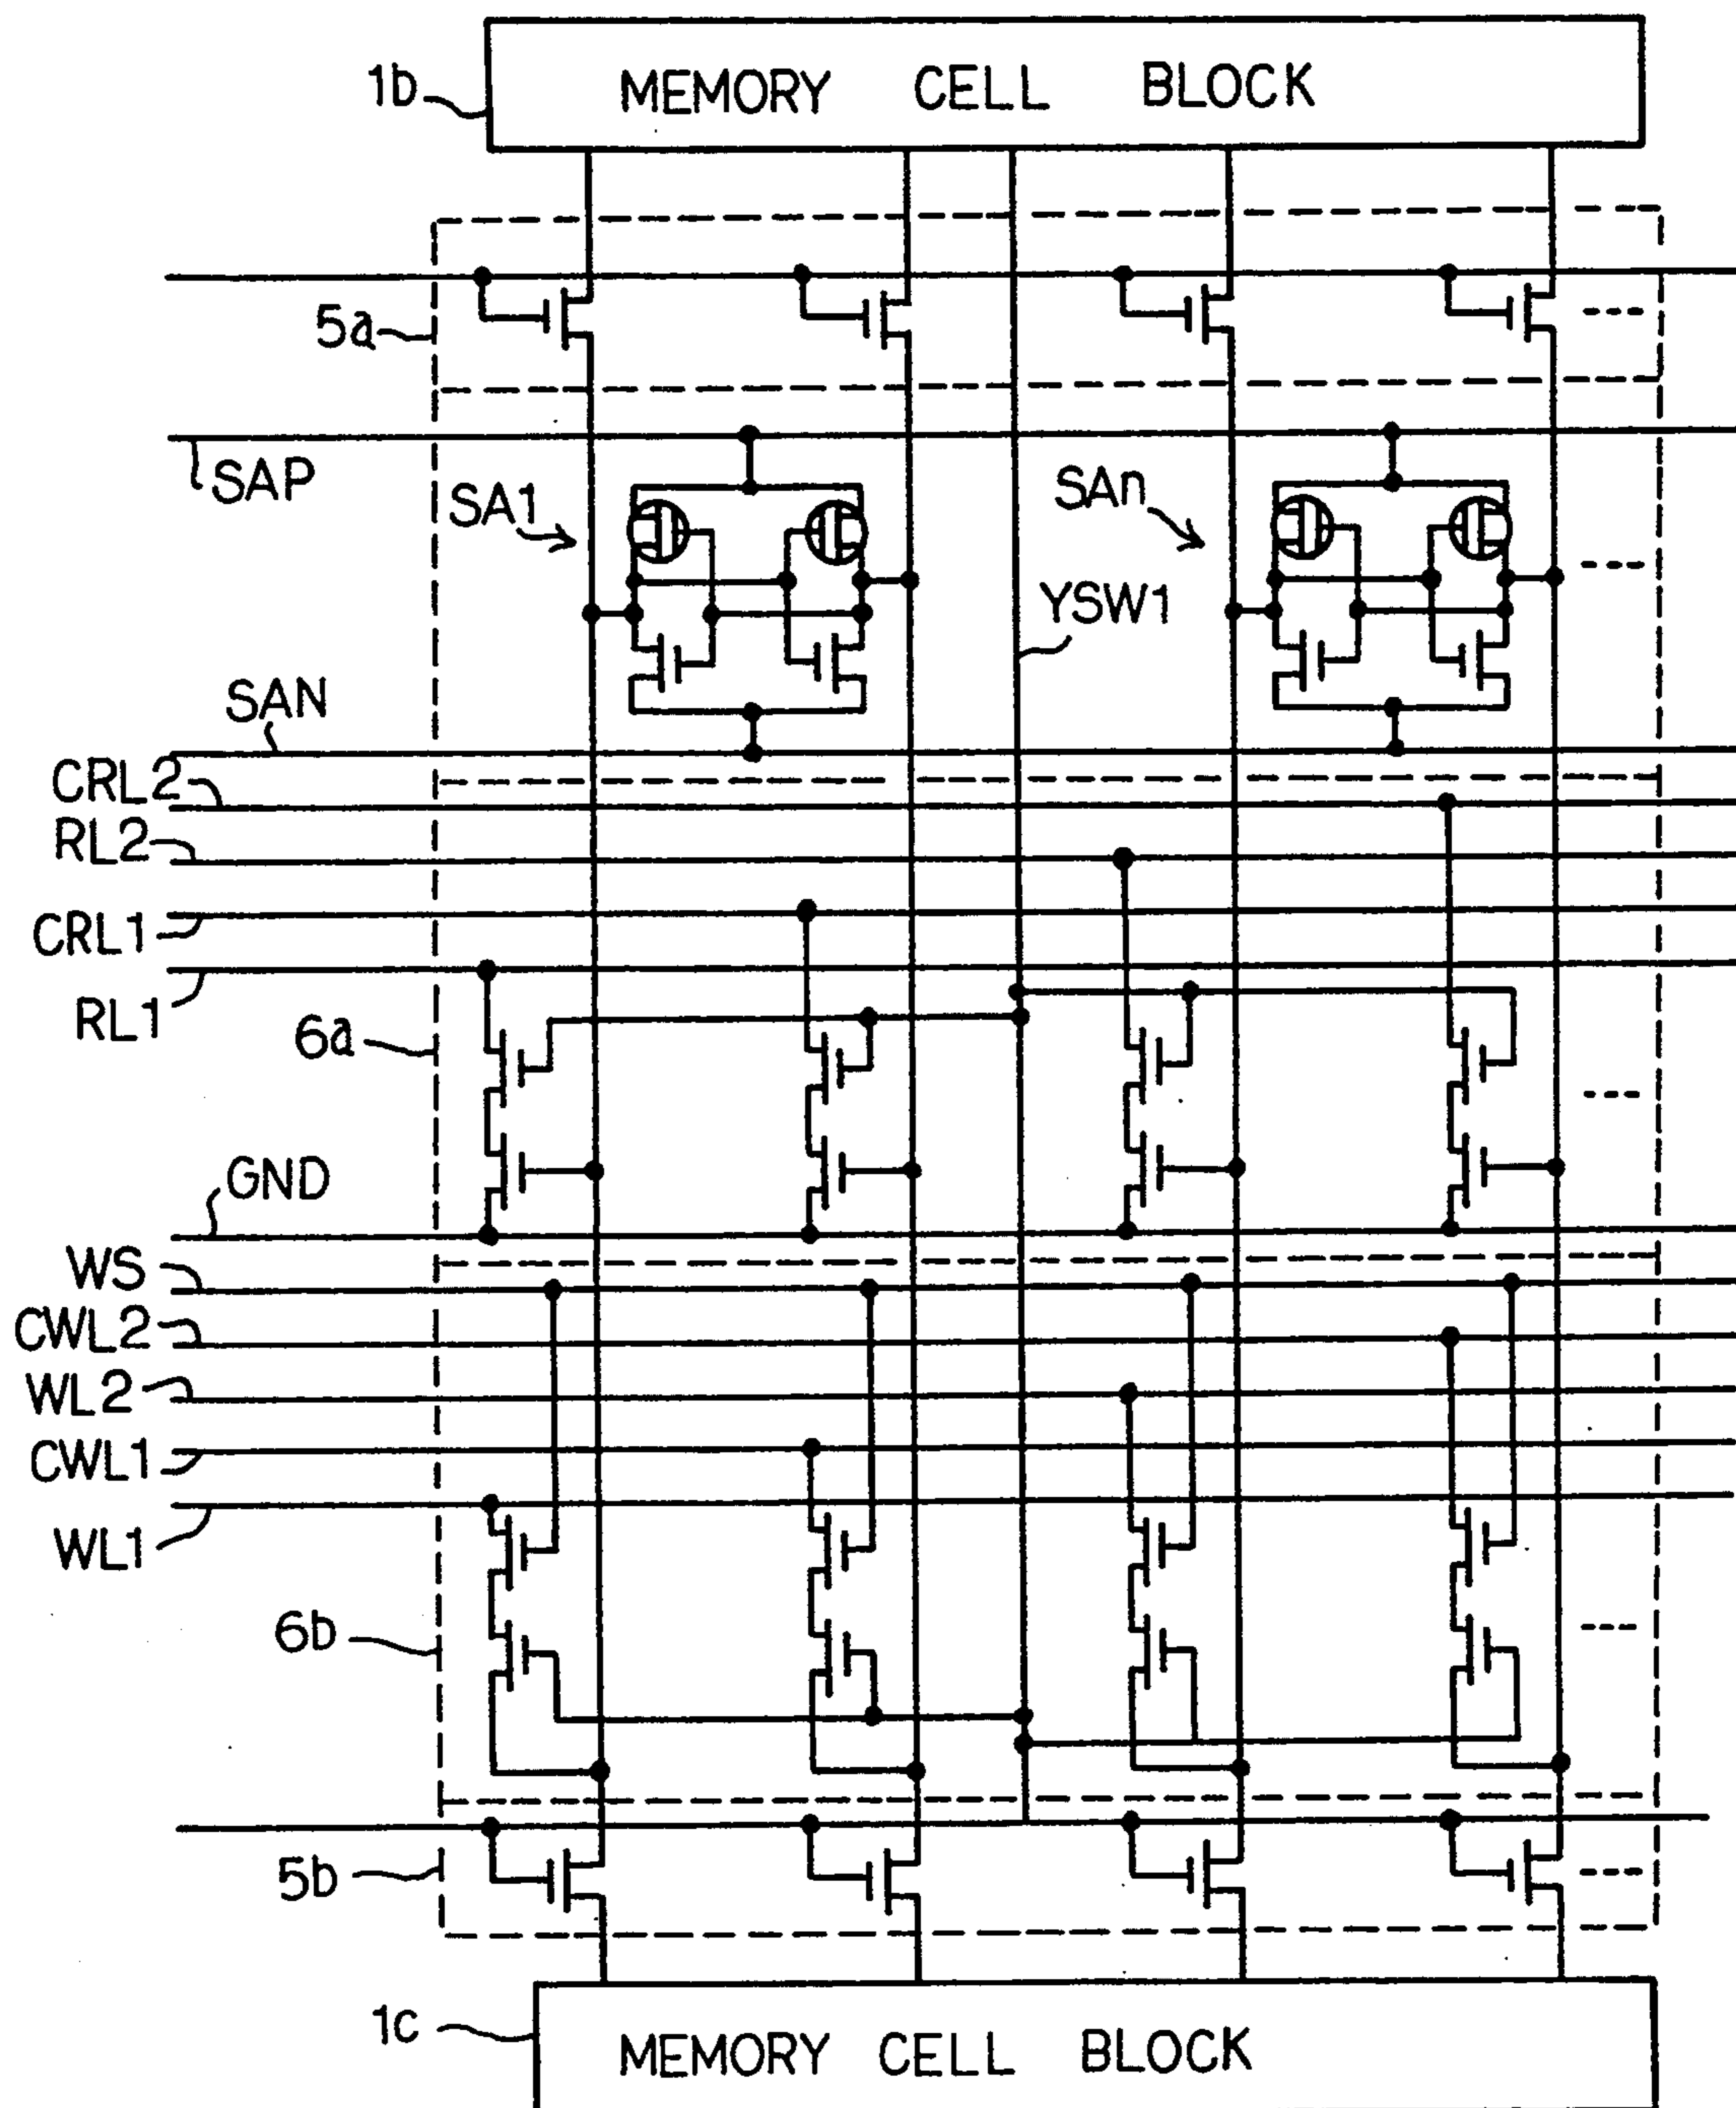 1b
MEMORY CELL BLOCK
5a
SAP
SA1
SAn
YSW1
SAN
CRL2
RL2
CRL1
RL1
6a
GND
WS
CWL2
WL2
CWL1
WL1
6b
5b
1c
MEMORY CELL BLOCK